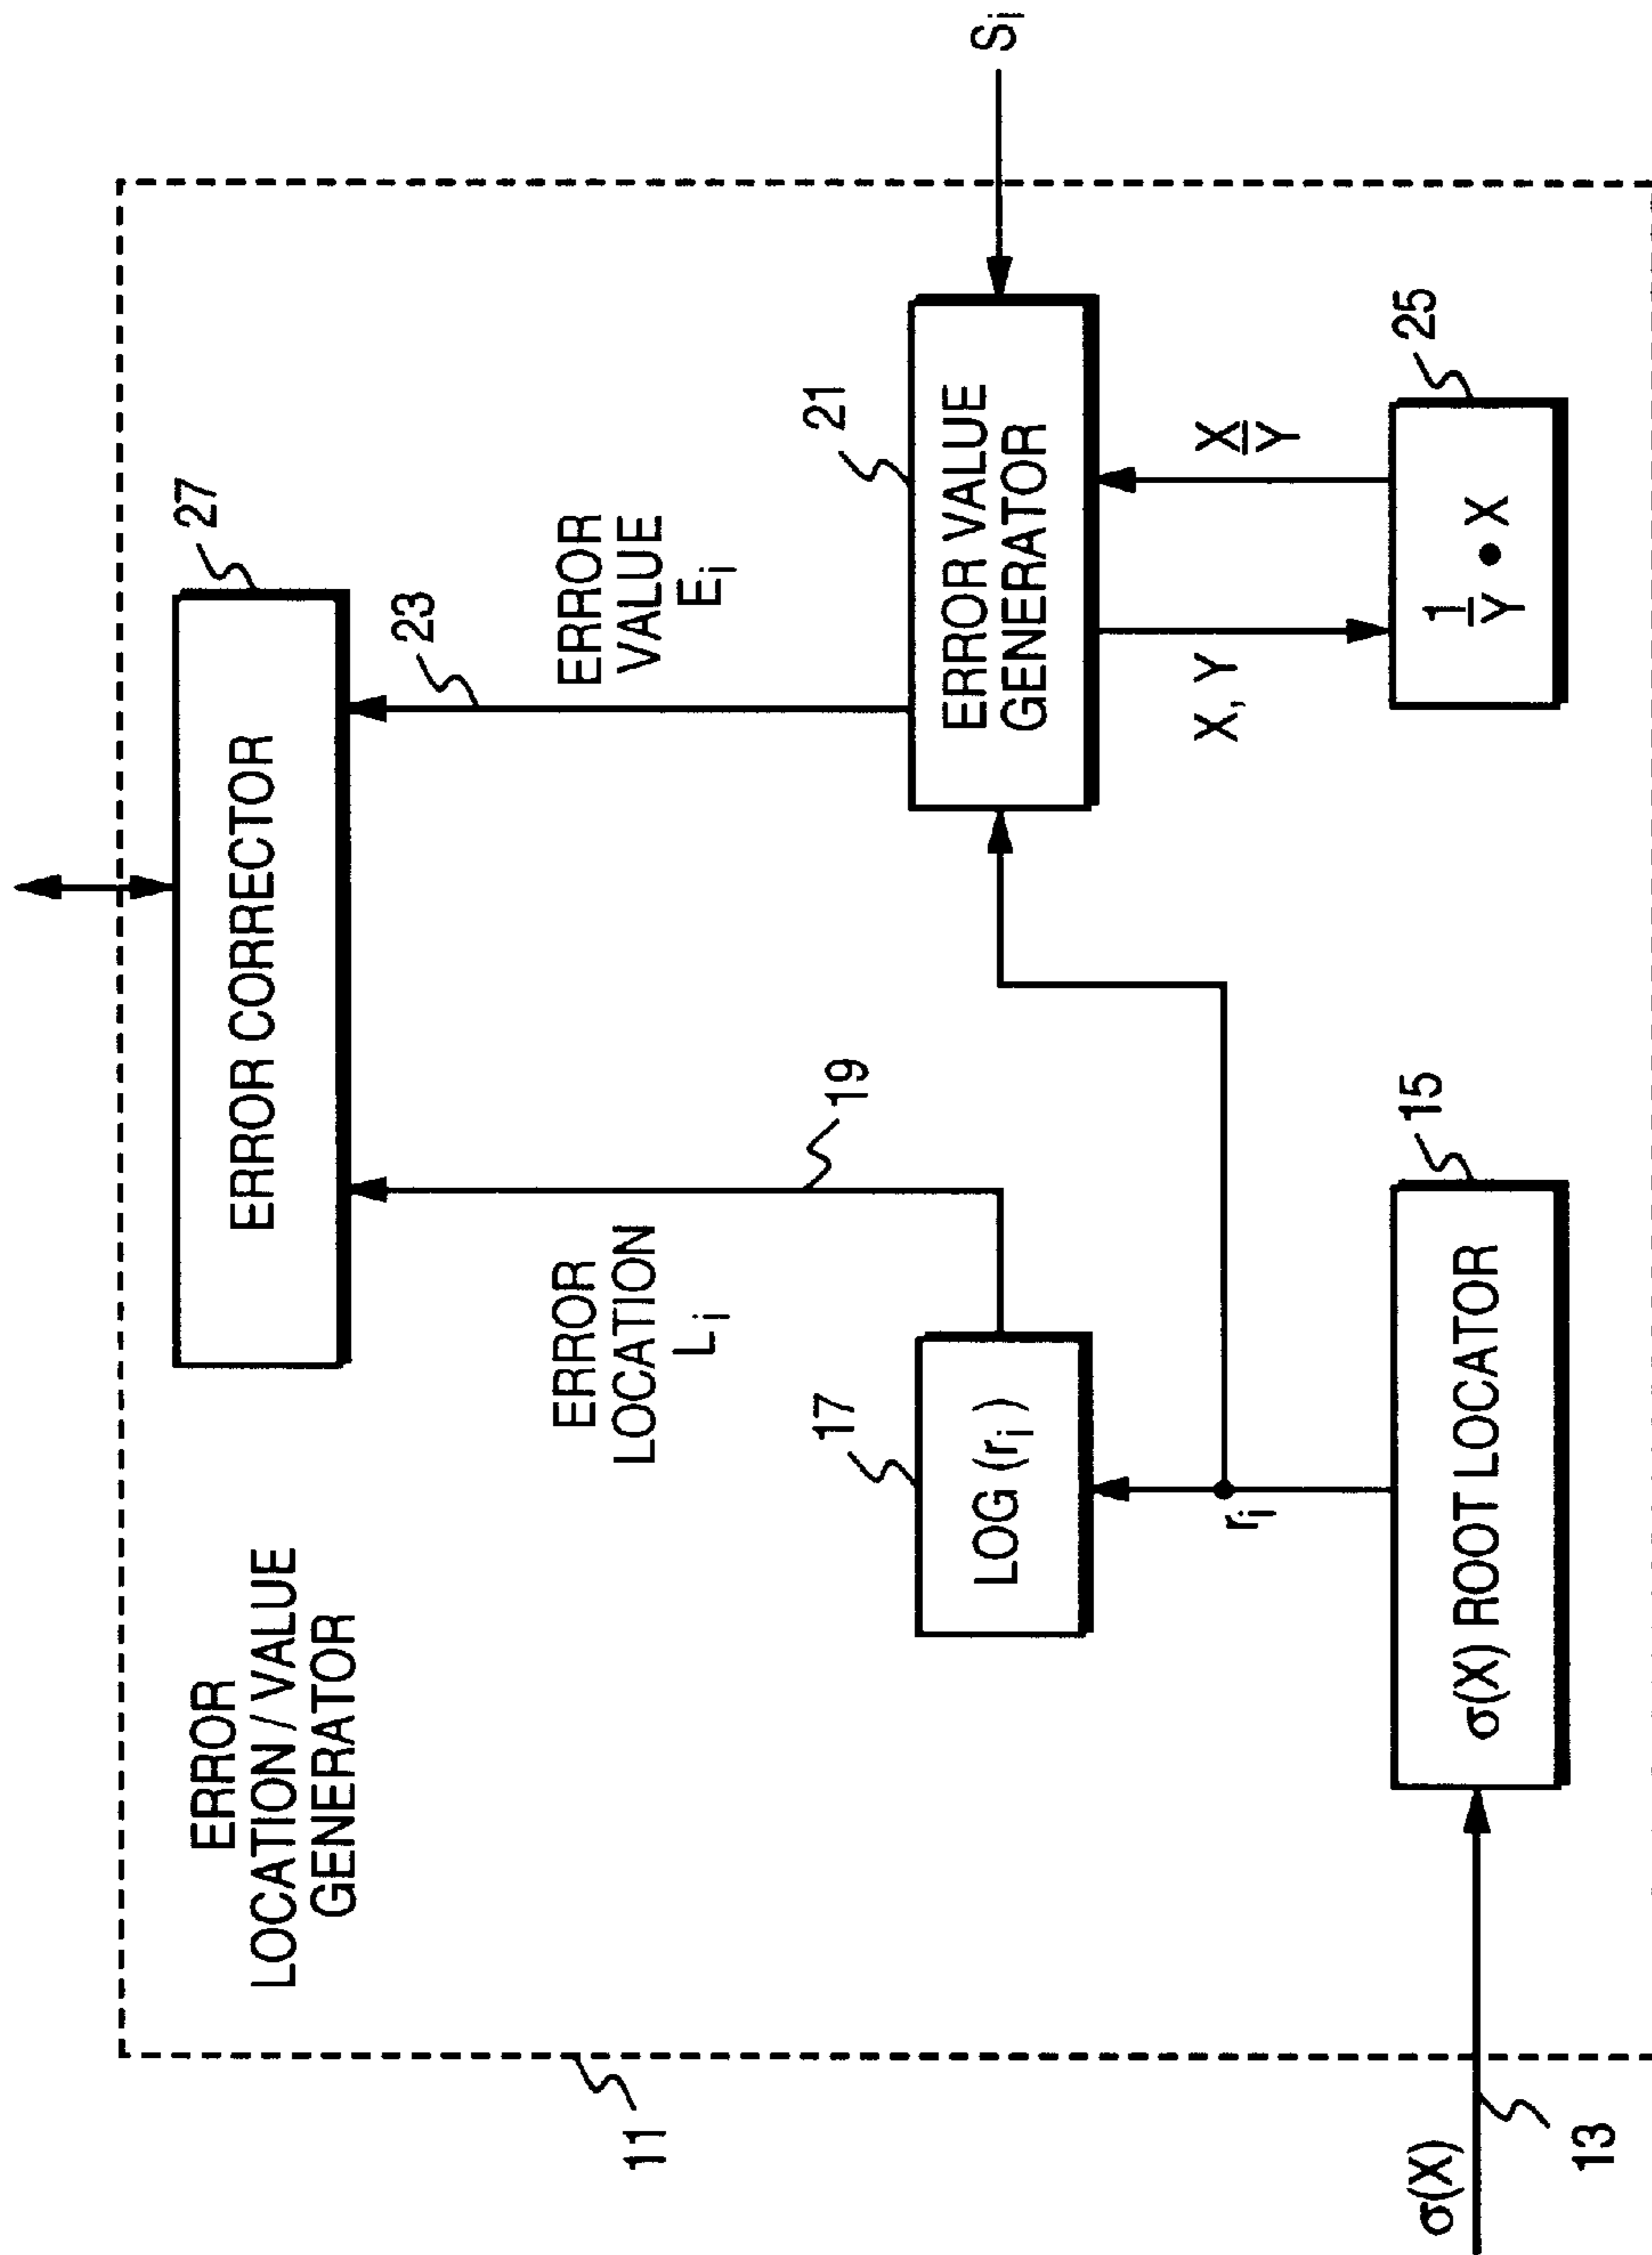 ERROR
LOCATION / VALUE
GENERATOR
11
27
ERROR CORRECTOR
23
ERROR
LOCATION
Li
19
ERROR
VALUE
Ei
17
LOG (ri)
21
ERROR VALUE
GENERATOR
Si
ri
X, Y
X
Y
15
25
σ(X)
13
σ(X) ROOT LOCATOR
1
Y
• X